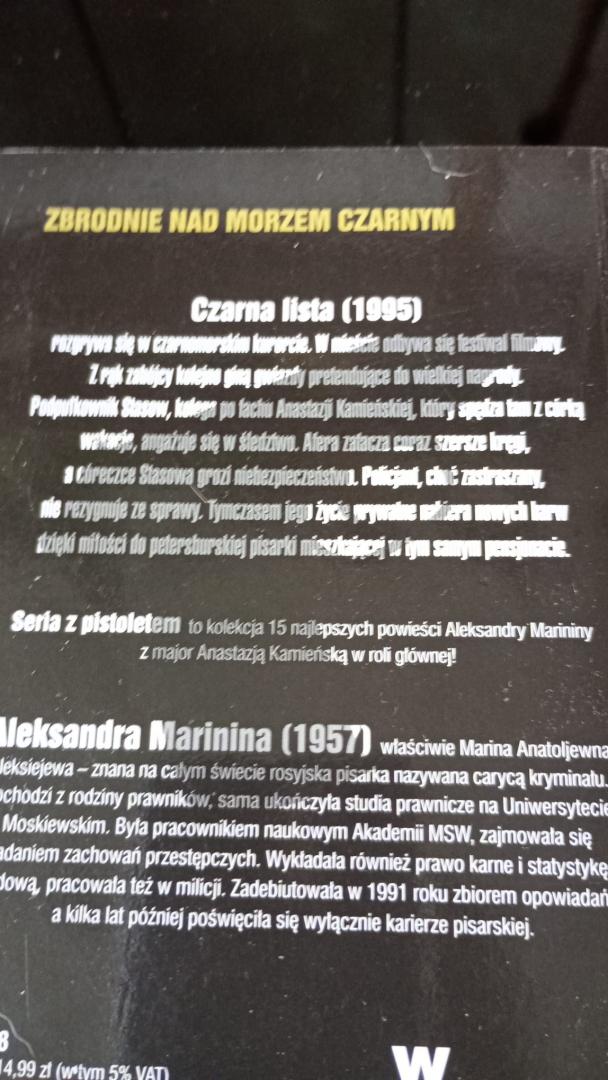 ZBRODNIE NAD MORZEM CZARNYM
Czarna lista (1995)
rozgrywa się w czarnomorskim kurorcie. W mieście odbywa się festiwal filmowy.
Z rąk zabójcy kolejno giną gwiazdy pretendujące do wielkiej nagrody.
Podpułkownik Stasow, kolega po fachu Anastazji Kamieńskiej, który spędza tam z córką
wakacje, angażuje się w śledztwo. Afera zatacza coraz szersze kręgi,
a córeczce Stasowa grozi niebezpieczeństwo. Policjant, choć zastraszany,
nie rezygnuje ze sprawy. Tymczasem jego życie prywatne nabiera nowych barw
dzięki miłości do petersburskiej pisarki mieszkającej w tym samym pensjonacie.
Seria z pistoletem to kolekcja 15 najlepszych powieści Aleksandry Marininy
z major Anastazją Kamieńską w roli głównej!
Aleksandra Marinina (1957) właściwie Marina Anatoljewna
leksiejewa – znana na całym świecie rosyjska pisarka nazywana carycą kryminału.
ochodzi z rodziny prawników, sama ukończyła studia prawnicze na Uniwersytecie
Moskiewskim. Była pracownikiem naukowym Akademii MSW, zajmowała się
adaniem zachowań przestępczych. Wykładała również prawo karne i statystykę
dową, pracowała też w milicji. Zadebiutowała w 1991 roku zbiorem opowiadań
a kilka lat później poświęciła się wyłącznie karierze pisarskiej.
8
14,99 zł (w tym 5% VAT)
W